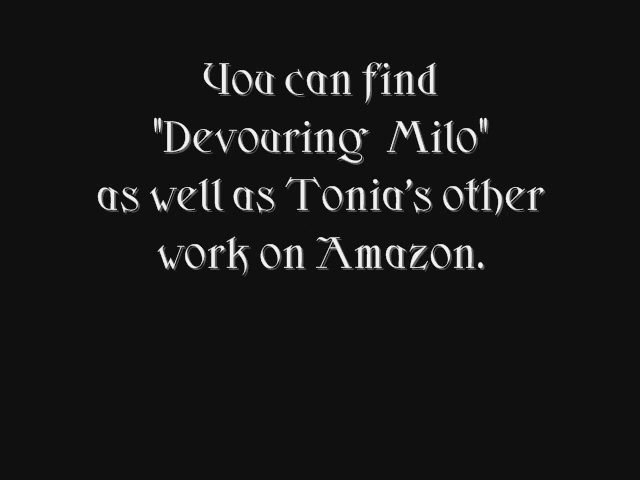 You can find
"Devouring Milo"
as well as Tonia's other
work on Amazon.